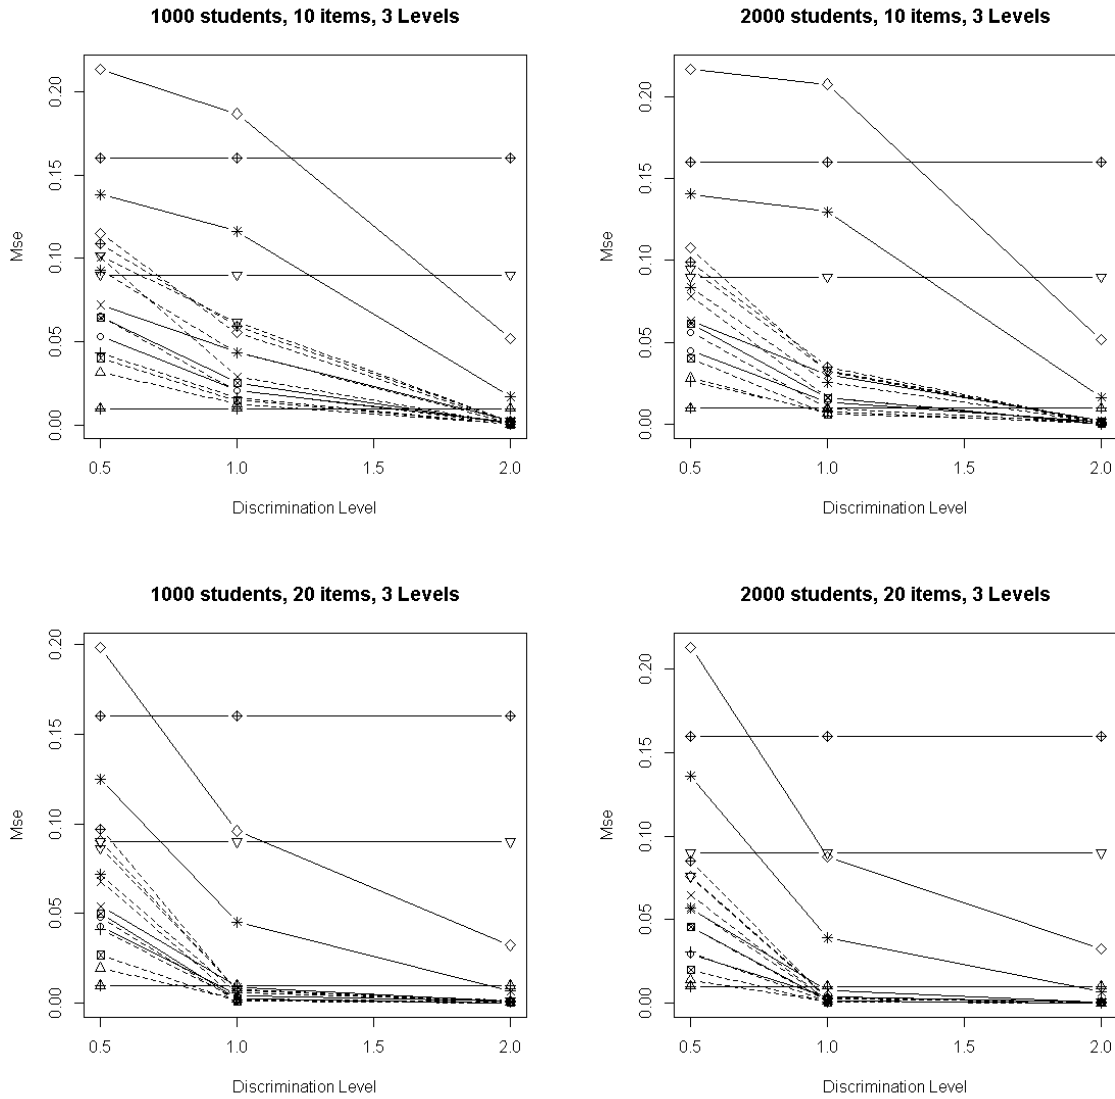 1000 students, 10 items, 3 Levels
Mse
0.20
0.15
0.10
0.05
0.00
0.5 1.0 1.5 2.0
Discrimination Level
2000 students, 10 items, 3 Levels
Mse
0.20
0.15
0.10
0.05
0.00
0.5 1.0 1.5 2.0
Discrimination Level
1000 students, 20 items, 3 Levels
Mse
0.20
0.15
0.10
0.05
0.00
0.5 1.0 1.5 2.0
Discrimination Level
2000 students, 20 items, 3 Levels
Mse
0.20
0.15
0.10
0.05
0.00
0.5 1.0 1.5 2.0
Discrimination Level